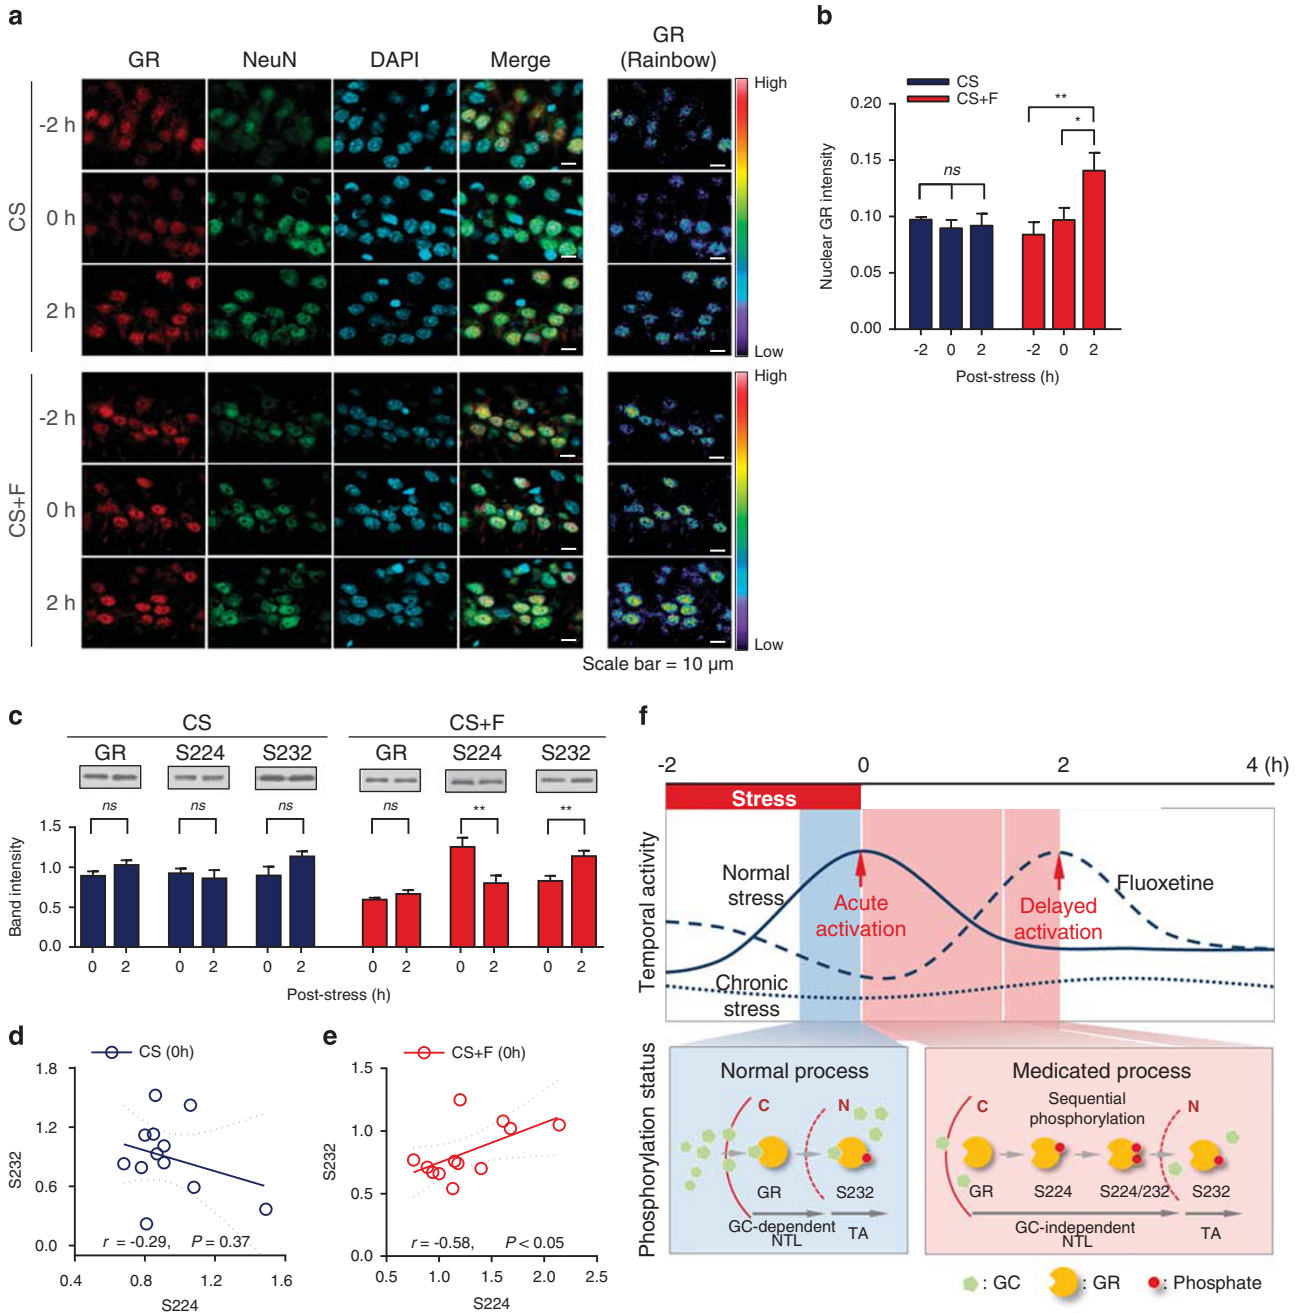 a
GR NeuN DAPI Merge GR (Rainbow)
CS
-2 h
0 h
2 h
High
Low
CS+F
-2 h
0 h
2 h
High
Low
Scale bar = 10 µm
b
CS
CS+F
Nuclear GR intensity
0.20
0.15
0.10
0.05
0.00
ns
**
*
-2 0 2 -2 0 2
Post-stress (h)
c
CS CS+F
GR S224 S232 GR S224 S232
ns ns ns ns ** **
Band intensity
1.5
1.0
0.5
0.0
0 2 0 2 0 2 0 2 0 2 0 2
Post-stress (h)
d
CS (0h)
S232
1.8
1.2
0.6
0.0
r = -0.29, P = 0.37
0.4 0.8 1.2 1.6
S224
e
CS+F (0h)
S232
1.5
1.0
0.5
0.0
r = -0.58, P < 0.05
0.5 1.0 1.5 2.0 2.5
S224
f
-2 0 2 4 (h)
Stress
Temporal activity
Normal
stress
Acute
activation
Delayed
activation
Fluoxetine
Chronic
stress
Phosphorylation status
Normal process
C N
GR S232
GC-dependent
NTL
TA
Medicated process
Sequential
phosphorylation
C N
GR S224 S224/232 S232
GC-independent
NTL
TA
: GC : GR : Phosphate